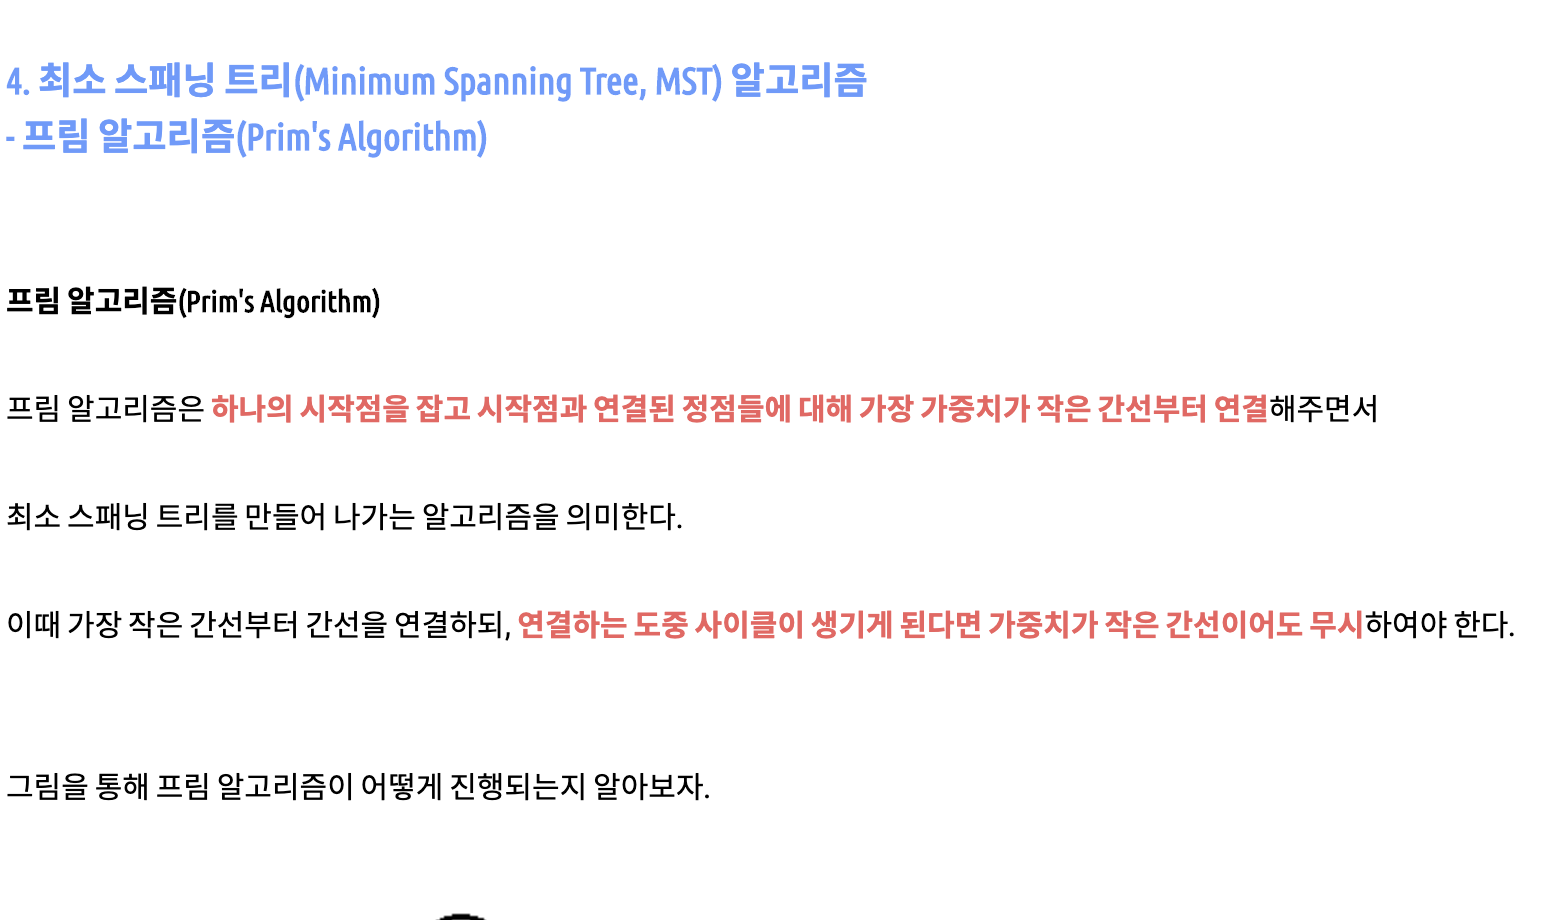 4. 최소 스패닝 트리(Minimum Spanning Tree, MST) 알고리즘
- 프림 알고리즘(Prim's Algorithm)
프림 알고리즘(Prim's Algorithm)
프림 알고리즘은 하나의 시작점을 잡고 시작점과 연결된 정점들에 대해 가장 가중치가 작은 간선부터 연결해주면서
최소 스패닝 트리를 만들어 나가는 알고리즘을 의미한다.
이때 가장 작은 간선부터 간선을 연결하되, 연결하는 도중 사이클이 생기게 된다면 가중치가 작은 간선이어도 무시하여야 한다.
그림을 통해 프림 알고리즘이 어떻게 진행되는지 알아보자.